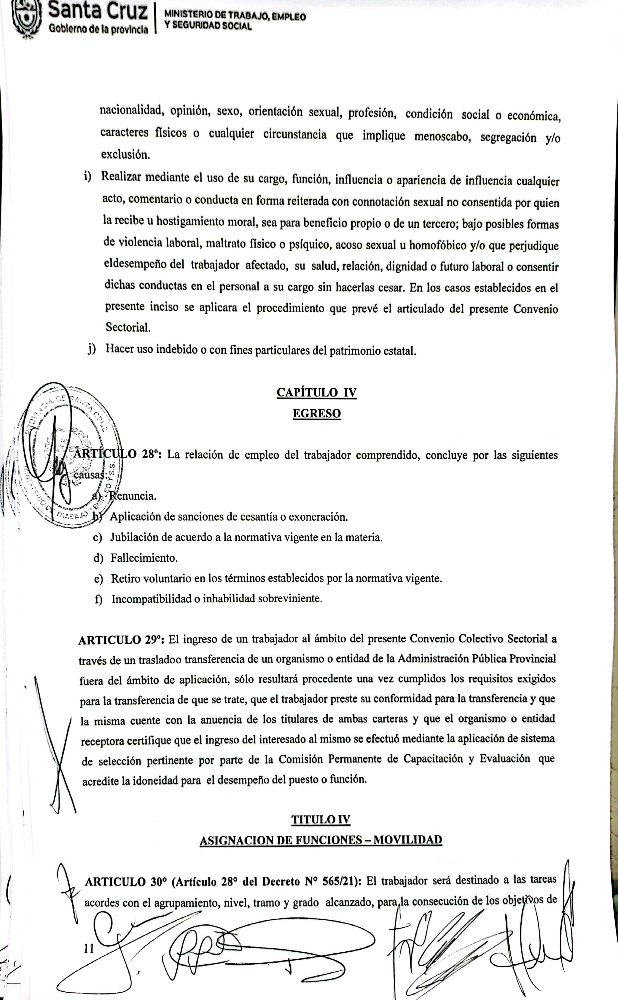 Santa Cruz
Gobierno de la provincia
MINISTERIO DE TRABAJO, EMPLEO
Y SEGURIDAD SOCIAL
nacionalidad, opinión, sexo, orientación sexual, profesión, condición social o económica,
caracteres físicos o cualquier circunstancia que implique menoscabo, segregación y/o
exclusión.
i) Realizar mediante el uso de su cargo, función, influencia o apariencia de influencia cualquier
acto, comentario o conducta en forma reiterada con connotación sexual no consentida por quien
la recibe u hostigamiento moral, sea para beneficio propio o de un tercero; bajo posibles formas
de violencia laboral, maltrato físico o psíquico, acoso sexual u homofóbico y/o que perjudique
eldesempeño del trabajador afectado, su salud, relación, dignidad o futuro laboral o consentir
dichas conductas en el personal a su cargo sin hacerlas cesar. En los casos establecidos en el
presente inciso se aplicara el procedimiento que prevé el articulado del presente Convenio
Sectorial.
j) Hacer uso indebido o con fines particulares del patrimonio estatal.
CAPÍTULO IV
EGRESO
PROVINCIA DE SANTA CRUZ
MINISTERIO DE TRABAJO, EMPLEO Y S.S.
ARTÍCULO 28º: La relación de empleo del trabajador comprendido, concluye por las siguientes
causas:
a) Renuncia.
b) Aplicación de sanciones de cesantía o exoneración.
c) Jubilación de acuerdo a la normativa vigente en la materia.
d) Fallecimiento.
e) Retiro voluntario en los términos establecidos por la normativa vigente.
f) Incompatibilidad o inhabilidad sobreviniente.
ARTICULO 29º: El ingreso de un trabajador al ámbito del presente Convenio Colectivo Sectorial a
través de un trasladoo transferencia de un organismo o entidad de la Administración Pública Provincial
fuera del ámbito de aplicación, sólo resultará procedente una vez cumplidos los requisitos exigidos
para la transferencia de que se trate, que el trabajador preste su conformidad para la transferencia y que
la misma cuente con la anuencia de los titulares de ambas carteras y que el organismo o entidad
receptora certifique que el ingreso del interesado al mismo se efectuó mediante la aplicación de sistema
de selección pertinente por parte de la Comisión Permanente de Capacitación y Evaluación que
acredite la idoneidad para el desempeño del puesto o función.
TITULO IV
ASIGNACION DE FUNCIONES – MOVILIDAD
ARTICULO 30º (Artículo 28º del Decreto Nº 565/21): El trabajador será destinado a las tareas
acordes con el agrupamiento, nivel, tramo y grado alcanzado, para la consecución de los objetivos de
11